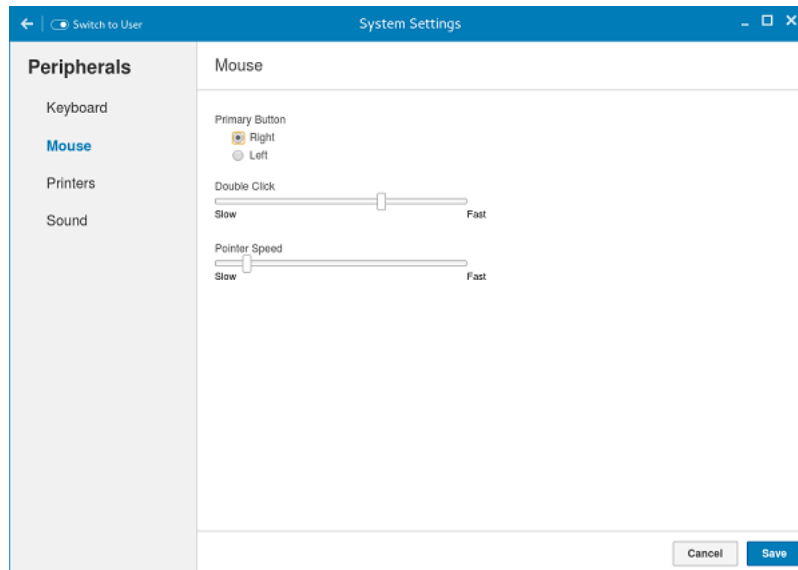 Switch to User
System Settings
Peripherals
Keyboard
Mouse
Printers
Sound
Mouse
Primary Button
Right
Left
Double Click
Slow Fast
Pointer Speed
Slow Fast
Cancel Save